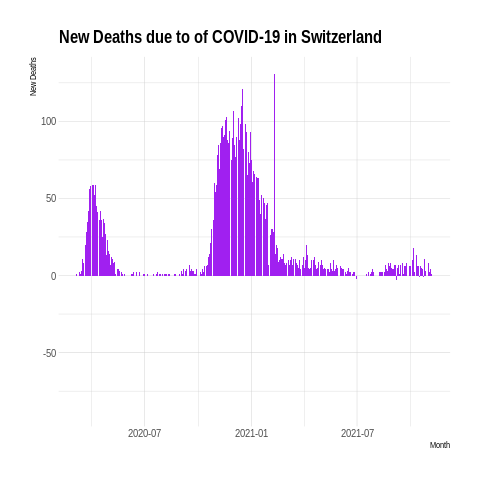 New Deaths due to of COVID-19 in Switzerland
New Deaths
100
50
0
-50
2020-07 2021-01 2021-07
Month